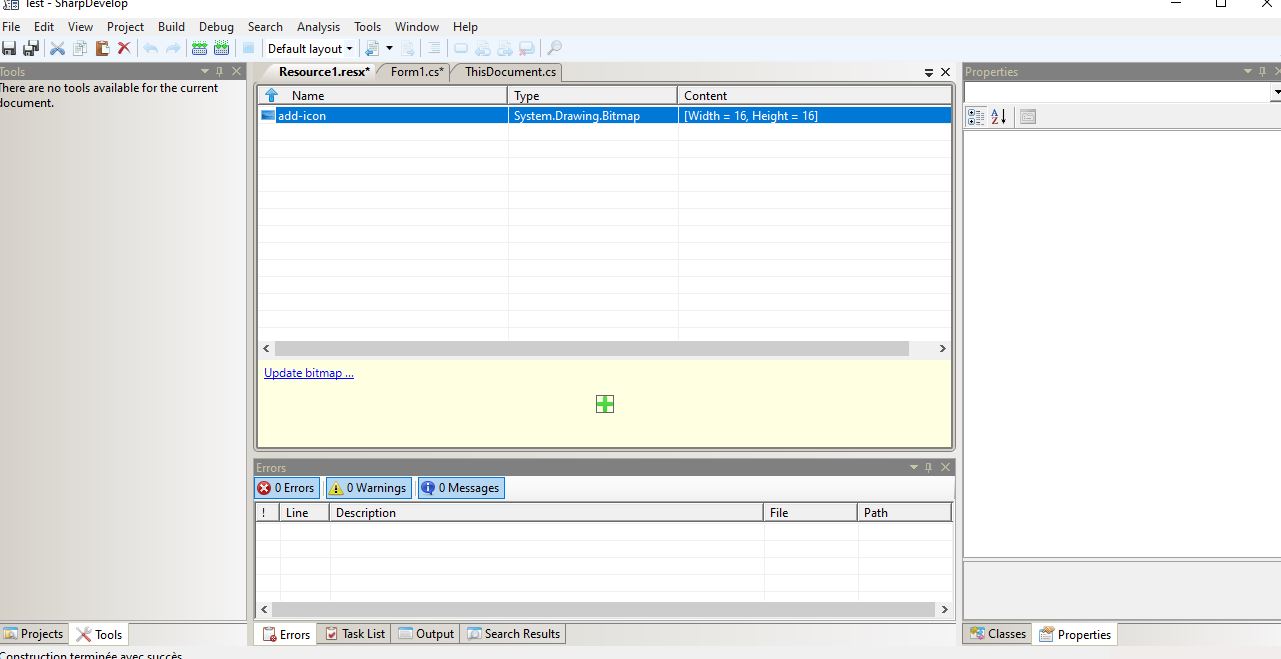 Test - SharpDevelop
File Edit View Project Build Debug Search Analysis Tools Window Help
Default layout
Tools
There are no tools available for the current
document.
Resource1.resx* Form1.cs* ThisDocument.cs
Name Type Content
add-icon System.Drawing.Bitmap [Width = 16, Height = 16]
Update bitmap ...
Errors
0 Errors 0 Warnings 0 Messages
! Line Description File Path
Properties
Projects Tools
Errors Task List Output Search Results
Classes Properties
Construction terminée avec succès.